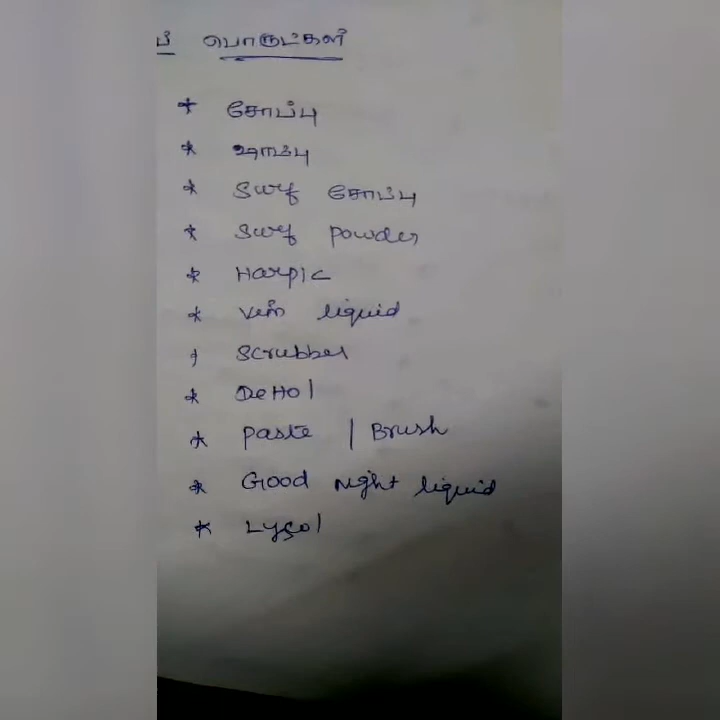 பொருட்கள்
* சோப்பு
* ஷாம்பு
* Surf சோப்பு
* Surf powder
* Harpic
* Vim liquid
* Scrubber
* Dettol
* paste | Brush
* Good night liquid
* Lysol